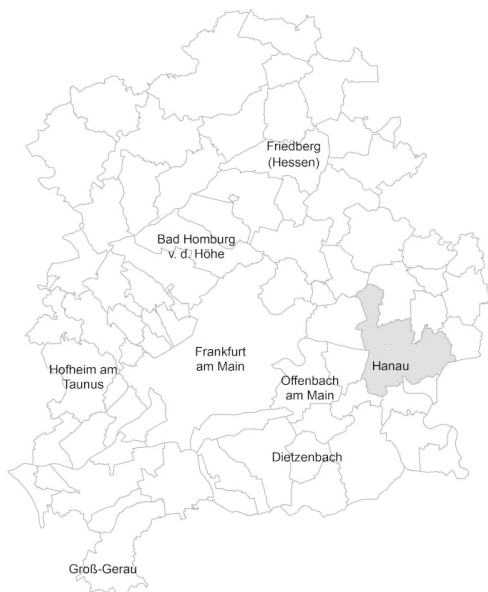 Friedberg
(Hessen)
Bad Homburg
v. d. Höhe
Frankfurt
am Main
Hanau
Hofheim am
Taunus
Offenbach
am Main
Dietzenbach
Groß-Gerau